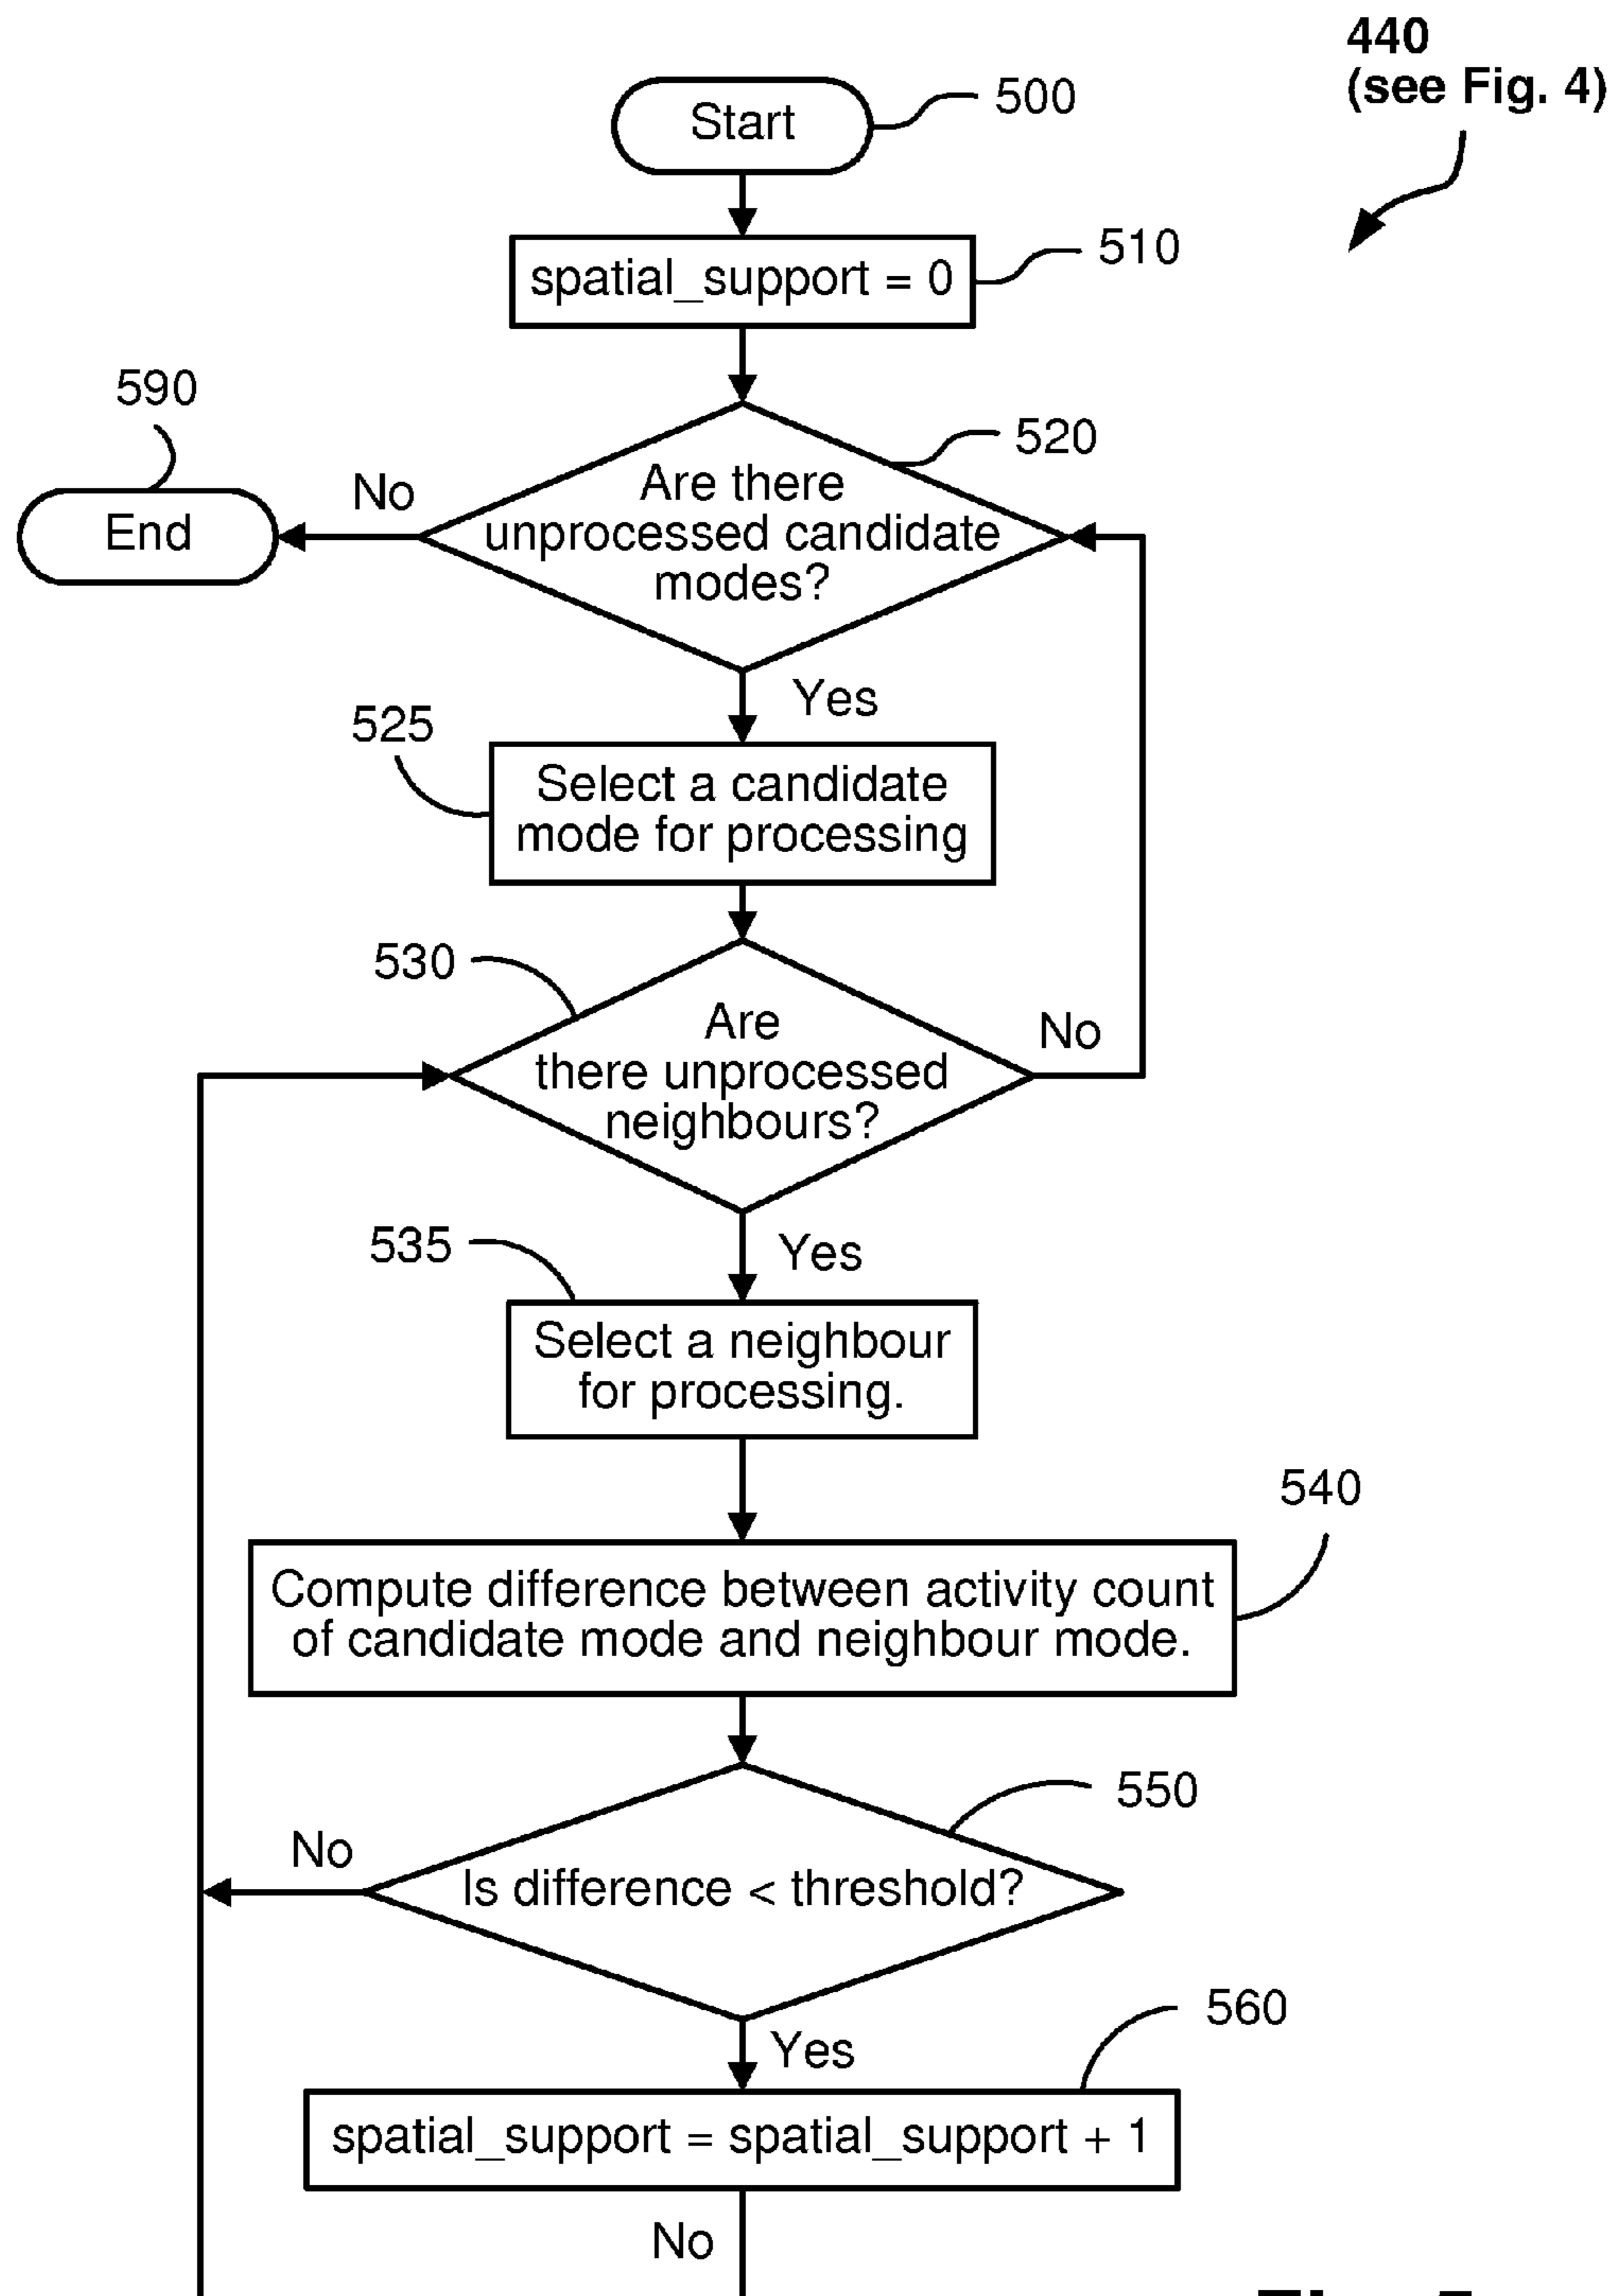 440
(see Fig. 4)
Start
500
spatial_support = 0
510
590
520
No
End
Are there
unprocessed candidate
modes?
Yes
525
Select a candidate
mode for processing
530
Are
there unprocessed
neighbours?
No
535
Yes
Select a neighbour
for processing.
540
Compute difference between activity count
of candidate mode and neighbour mode.
550
No
Is difference < threshold?
560
Yes
spatial_support = spatial_support + 1
No